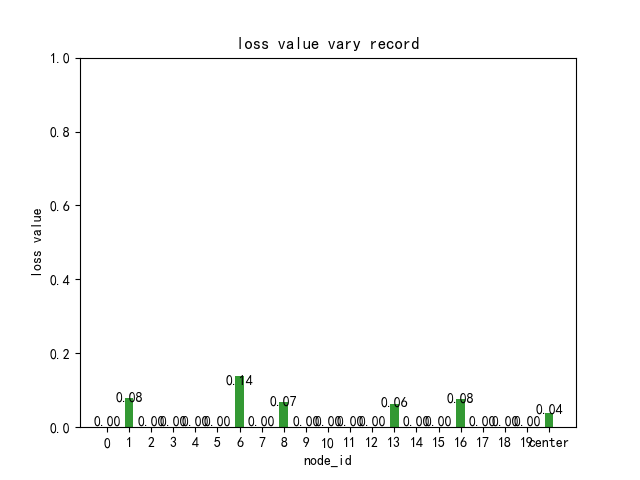 loss value vary record
1.0
0.8
0.6
0.4
0.2
0.0
loss value
0.00 0.08 0.00 0.00 0.00 0.00 0.14 0.00 0.07 0.00 0.00 0.00 0.00 0.06 0.00 0.00 0.08 0.00 0.00 0.00 0.04
0 1 2 3 4 5 6 7 8 9 10 11 12 13 14 15 16 17 18 19 center
node_id